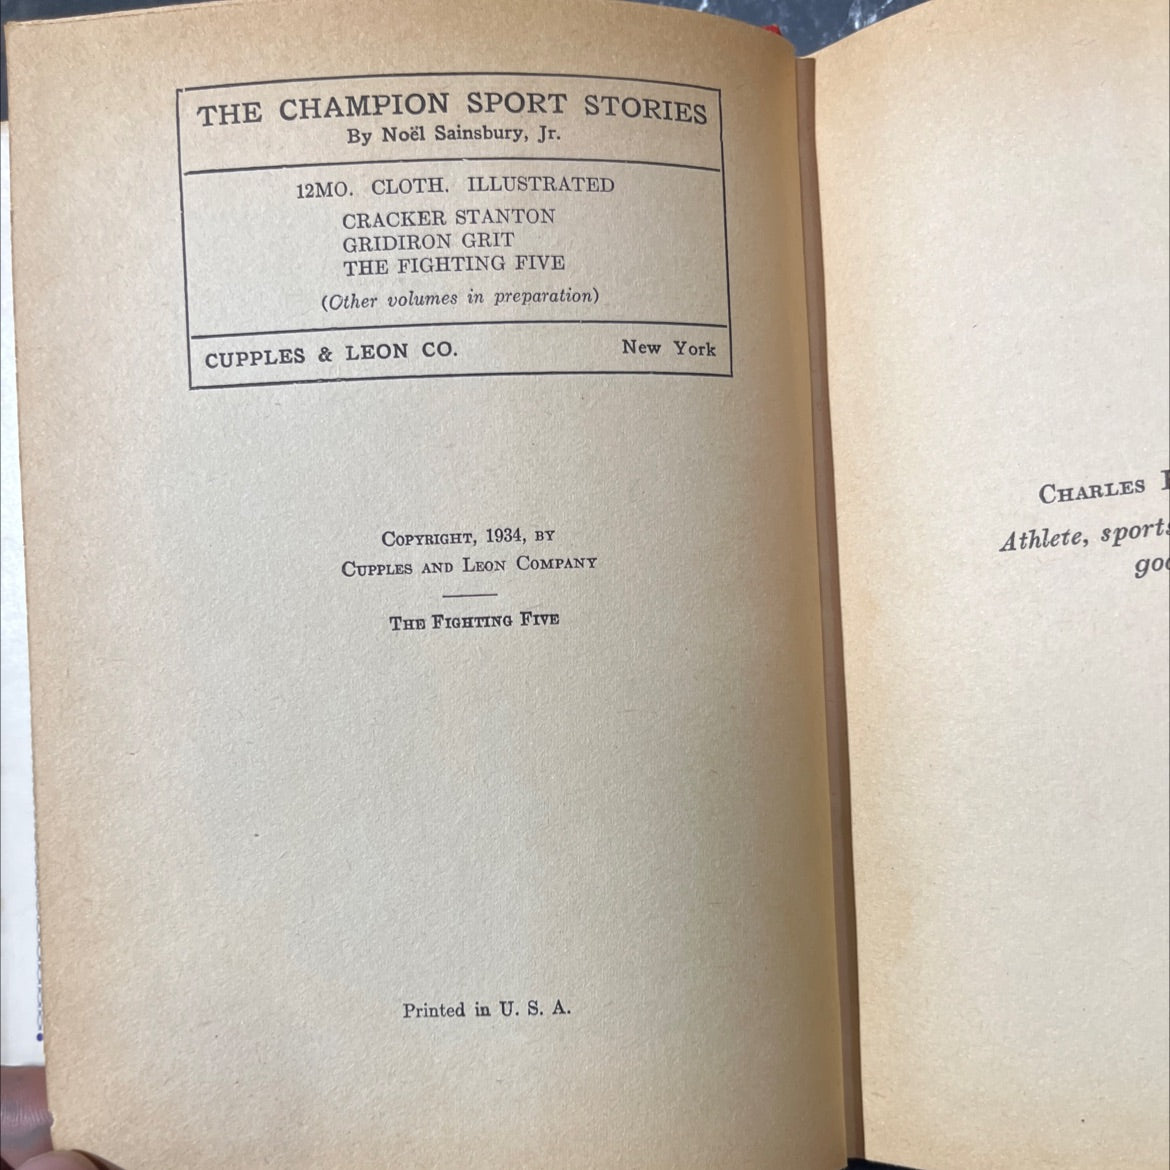 THE CHAMPION SPORT STORIES
By Noël Sainsbury, Jr.
12MO. CLOTH. ILLUSTRATED
CRACKER STANTON
GRIDIRON GRIT
THE FIGHTING FIVE
(Other volumes in preparation)
CUPPLES & LEON CO. New York
COPYRIGHT, 1934, BY
CUPPLES AND LEON COMPANY
THE FIGHTING FIVE
Printed in U. S. A.
CHARLES
Athlete,